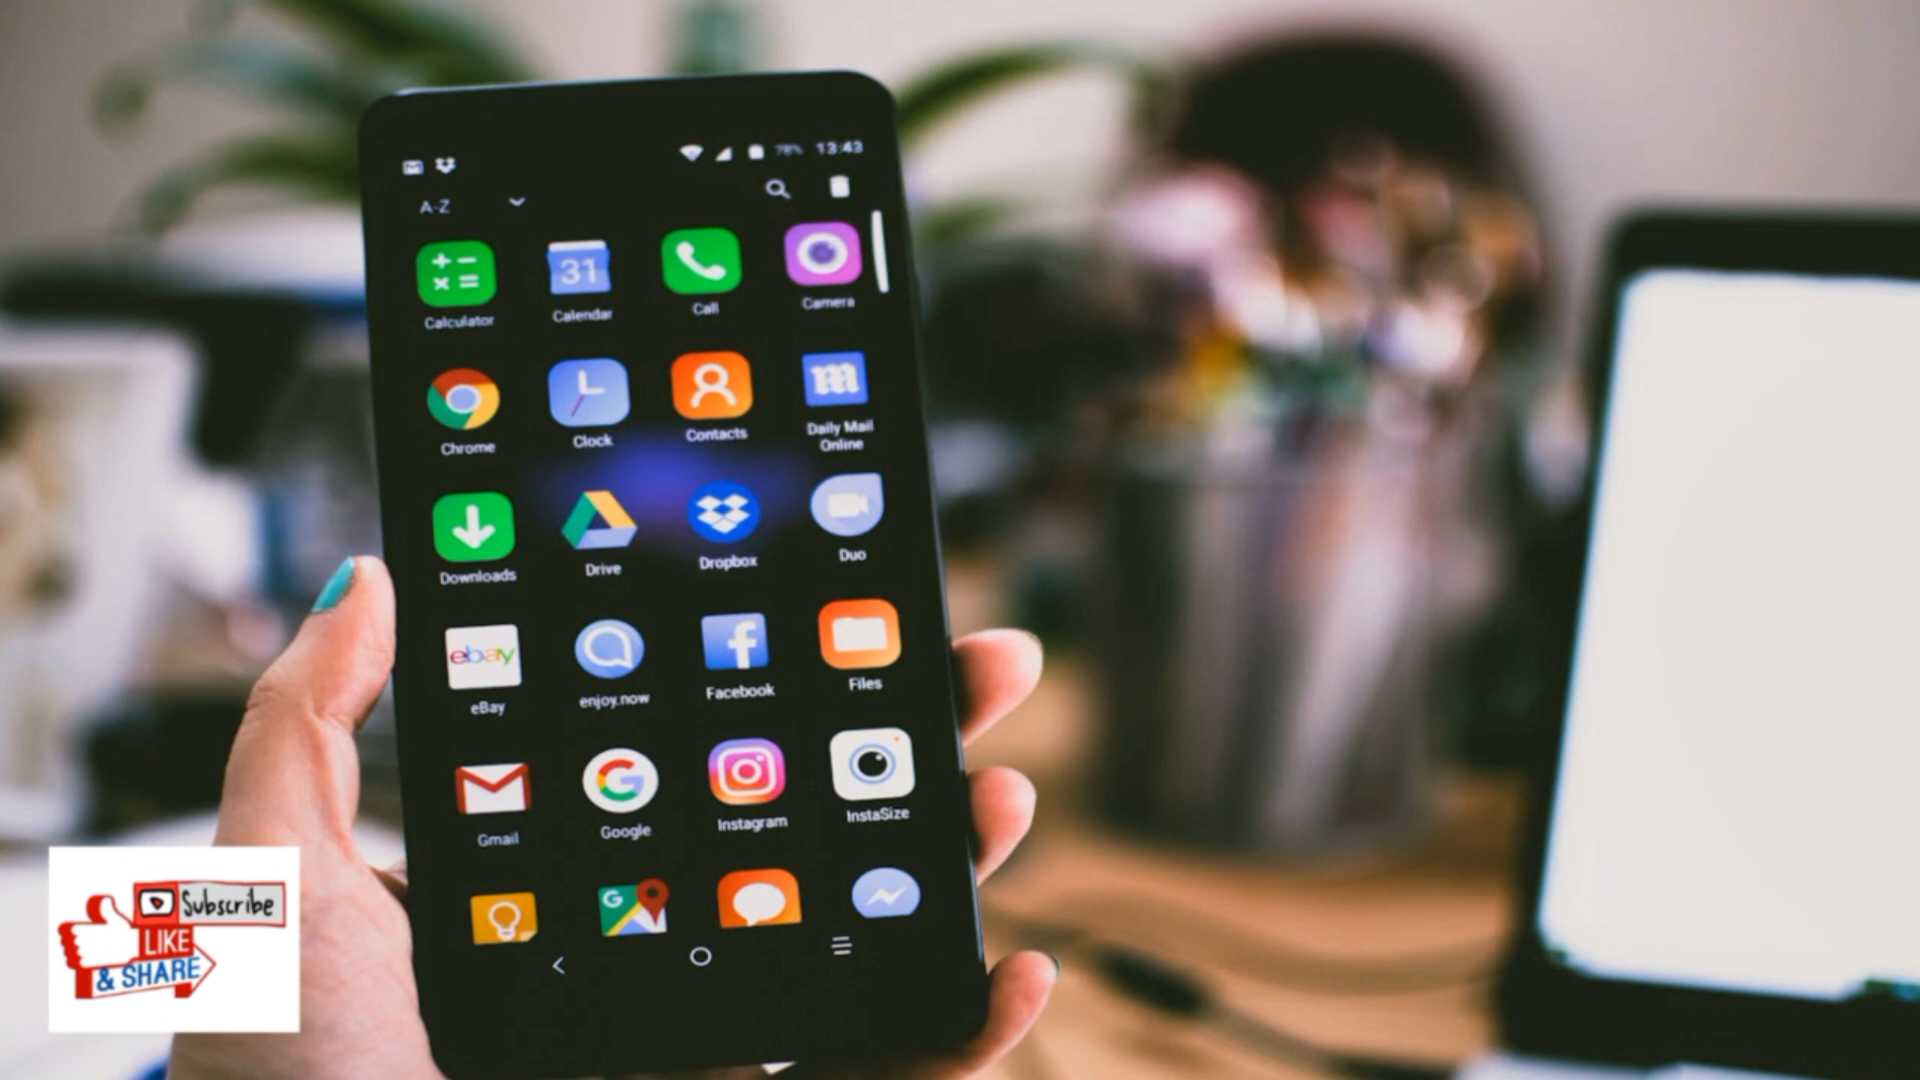 78% 13:43
A-Z
31
Calculator
Calendar
Call
Camera
m
Chrome
Clock
Contacts
Daily Mail
Online
Downloads
Drive
Dropbox
Duo
ebay
f
eBay
enjoy.now
Facebook
Files
G
Gmail
Google
Instagram
InstaSize
G
Subscribe
LIKE
& SHARE